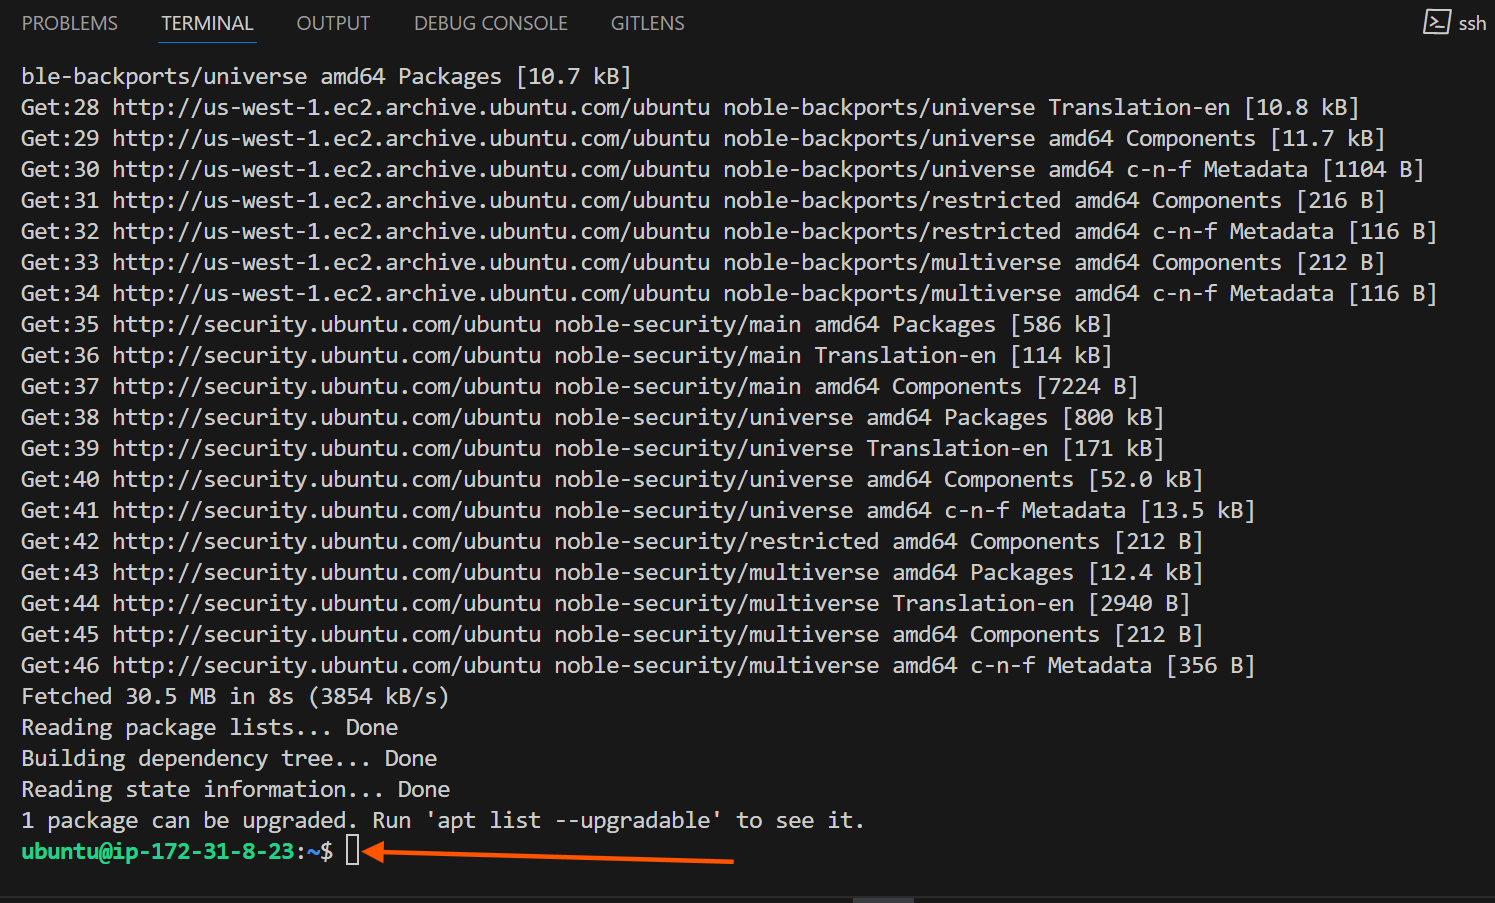 PROBLEMS TERMINAL OUTPUT DEBUG CONSOLE GITLENS ssh
ble-backports/universe amd64 Packages [10.7 kB]
Get:28 http://us-west-1.ec2.archive.ubuntu.com/ubuntu noble-backports/universe Translation-en [10.8 kB]
Get:29 http://us-west-1.ec2.archive.ubuntu.com/ubuntu noble-backports/universe amd64 Components [11.7 kB]
Get:30 http://us-west-1.ec2.archive.ubuntu.com/ubuntu noble-backports/universe amd64 c-n-f Metadata [1104 B]
Get:31 http://us-west-1.ec2.archive.ubuntu.com/ubuntu noble-backports/restricted amd64 Components [216 B]
Get:32 http://us-west-1.ec2.archive.ubuntu.com/ubuntu noble-backports/restricted amd64 c-n-f Metadata [116 B]
Get:33 http://us-west-1.ec2.archive.ubuntu.com/ubuntu noble-backports/multiverse amd64 Components [212 B]
Get:34 http://us-west-1.ec2.archive.ubuntu.com/ubuntu noble-backports/multiverse amd64 c-n-f Metadata [116 B]
Get:35 http://security.ubuntu.com/ubuntu noble-security/main amd64 Packages [586 kB]
Get:36 http://security.ubuntu.com/ubuntu noble-security/main Translation-en [114 kB]
Get:37 http://security.ubuntu.com/ubuntu noble-security/main amd64 Components [7224 B]
Get:38 http://security.ubuntu.com/ubuntu noble-security/universe amd64 Packages [800 kB]
Get:39 http://security.ubuntu.com/ubuntu noble-security/universe Translation-en [171 kB]
Get:40 http://security.ubuntu.com/ubuntu noble-security/universe amd64 Components [52.0 kB]
Get:41 http://security.ubuntu.com/ubuntu noble-security/universe amd64 c-n-f Metadata [13.5 kB]
Get:42 http://security.ubuntu.com/ubuntu noble-security/restricted amd64 Components [212 B]
Get:43 http://security.ubuntu.com/ubuntu noble-security/multiverse amd64 Packages [12.4 kB]
Get:44 http://security.ubuntu.com/ubuntu noble-security/multiverse Translation-en [2940 B]
Get:45 http://security.ubuntu.com/ubuntu noble-security/multiverse amd64 Components [212 B]
Get:46 http://security.ubuntu.com/ubuntu noble-security/multiverse amd64 c-n-f Metadata [356 B]
Fetched 30.5 MB in 8s (3854 kB/s)
Reading package lists... Done
Building dependency tree... Done
Reading state information... Done
1 package can be upgraded. Run 'apt list --upgradable' to see it.
ubuntu@ip-172-31-8-23:~$